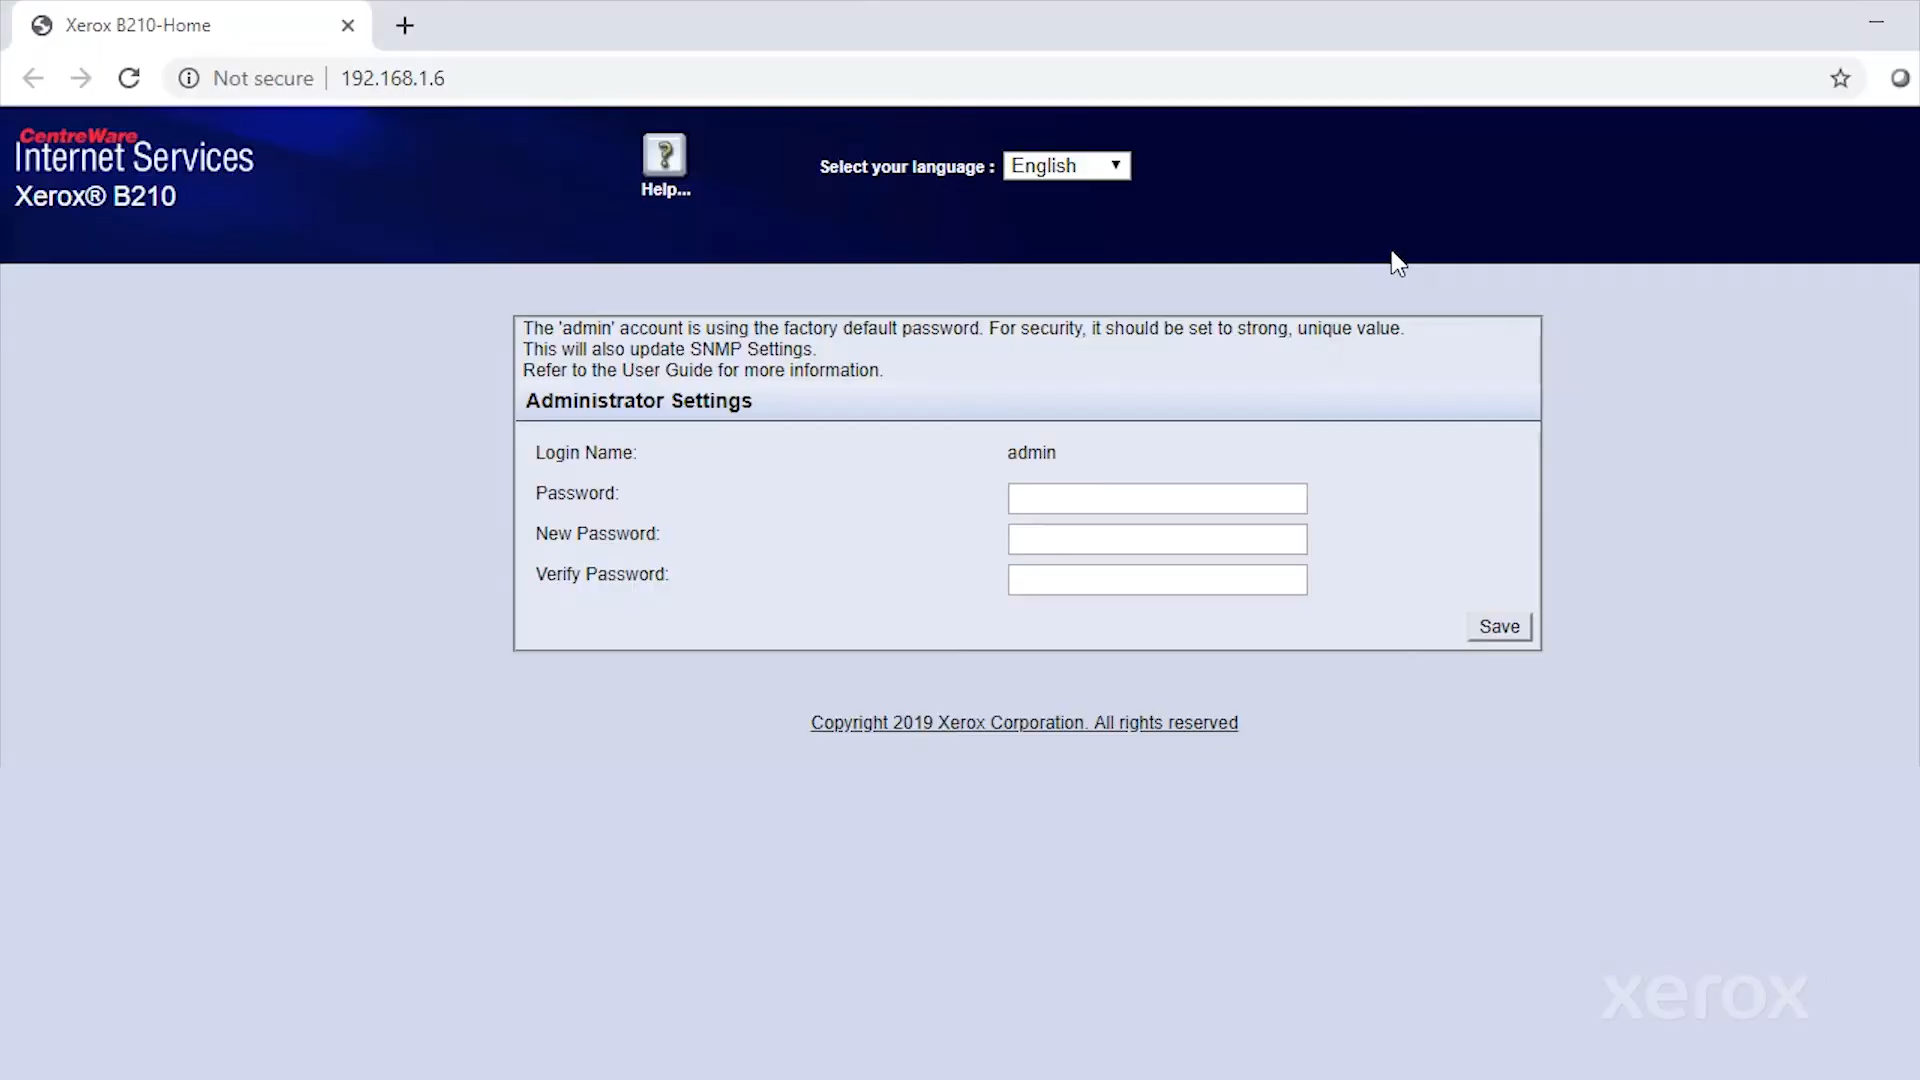 Xerox B210-Home
Not secure
192.168.1.6
CentreWare
Internet Services
Xerox® B210
?
Help...
Select your language :
English
The 'admin' account is using the factory default password. For security, it should be set to strong, unique value.
This will also update SNMP Settings.
Refer to the User Guide for more information.
Administrator Settings
Login Name:
admin
Password:
New Password:
Verify Password:
Save
Copyright 2019 Xerox Corporation. All rights reserved
xerox